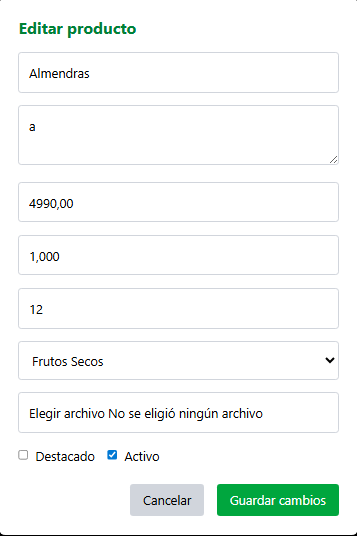 Editar producto
Almendras
a
4990,00
1,000
12
Frutos Secos
Elegir archivo No se eligió ningún archivo
Destacado Activo
Cancelar Guardar cambios